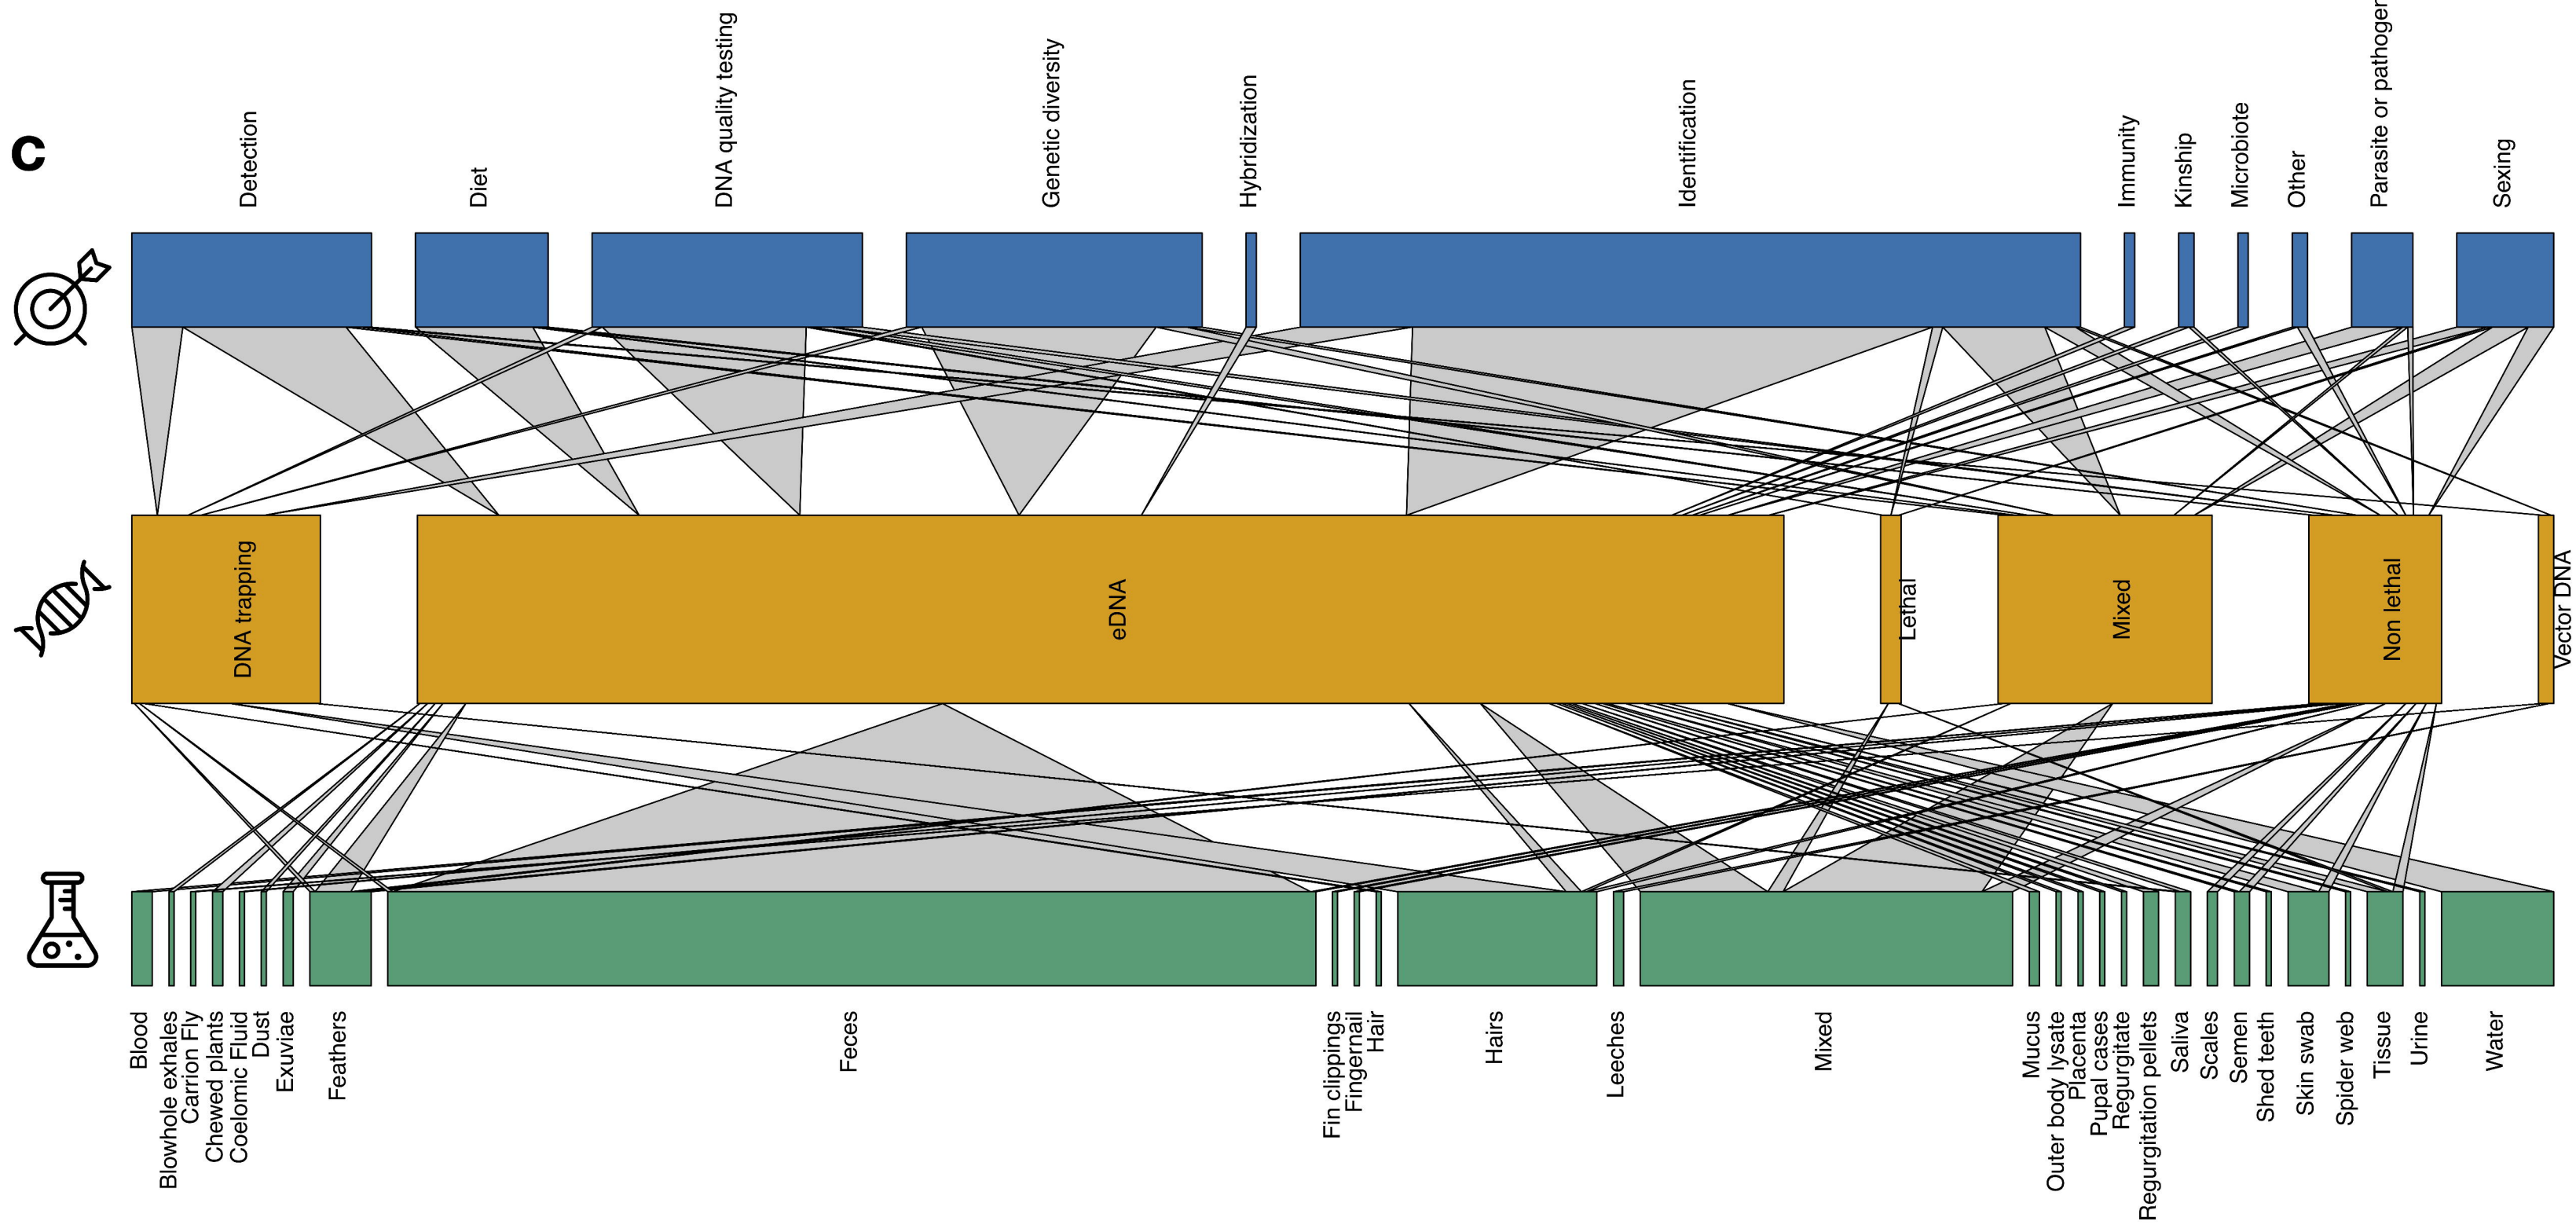 c
Detection
Diet
DNA quality testing
Genetic diversity
Hybridization
Identification
Immunity
Kinship
Microbiote
Other
Parasite or pathogen
Sexing
DNA trapping
eDNA
Lethal
Mixed
Non lethal
Vector DNA
Blood
Blowhole exhales
Carrion Fly
Chewed plants
Coelomic Fluid
Dust
Exuviae
Feathers
Feces
Fin clippings
Fingernail
Hair
Hairs
Leeches
Mixed
Mucus
Outer body lysate
Placenta
Pupal cases
Regurgitate
Regurgitation pellets
Saliva
Scales
Semen
Shed teeth
Skin swab
Spider web
Tissue
Urine
Water